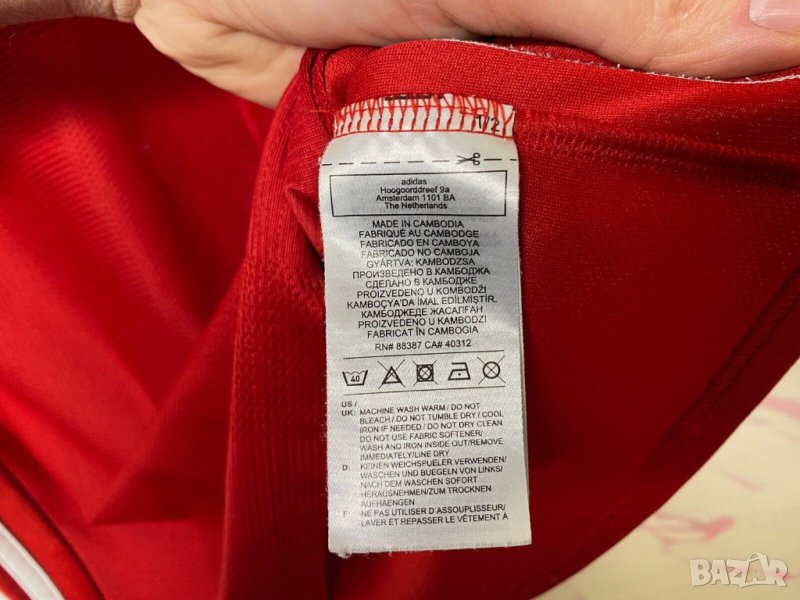 1/2
adidas
Hoogoorddreef 9a
Amsterdam 1101 BA
The Netherlands
MADE IN CAMBODIA
FABRIQUÉ AU CAMBODGE
FABRICADO EN CAMBOYA
FABRICADO NO CAMBOJA
GYÁRTVA: KAMBODZSA
ПРОИЗВЕДЕНО В КАМБОДЖА
СДЕЛАНО В КАМБОДЖЕ
PROIZVEDENO U KOMBODŽI
KAMBOÇYA'DA İMAL EDİLMİŞTİR.
КАМБОДЖЕДЕ ЖАСАЛҒАН
PROIZVEDENO U KAMBODŽI
FABRICAT ÎN CAMBOGIA
RN# 88387 CA# 40312
40
US /
UK: MACHINE WASH WARM / DO NOT
BLEACH / DO NOT TUMBLE DRY / COOL
IRON IF NEEDED / DO NOT DRY CLEAN
DO NOT USE FABRIC SOFTENER/
WASH AND IRON INSIDE OUT/REMOVE
IMMEDIATELY/LINE DRY
D: KEINEN WEICHSPUELER VERWENDEN/
WASCHEN UND BUEGELN VON LINKS/
NACH DEM WASCHEN SOFORT
HERAUSNEHMEN/ZUM TROCKNEN
AUFHAENGEN
F: NE PAS UTILISER D'ASSOUPLISSEUR/
LAVER ET REPASSER LE VÊTEMENT À
BAZAR